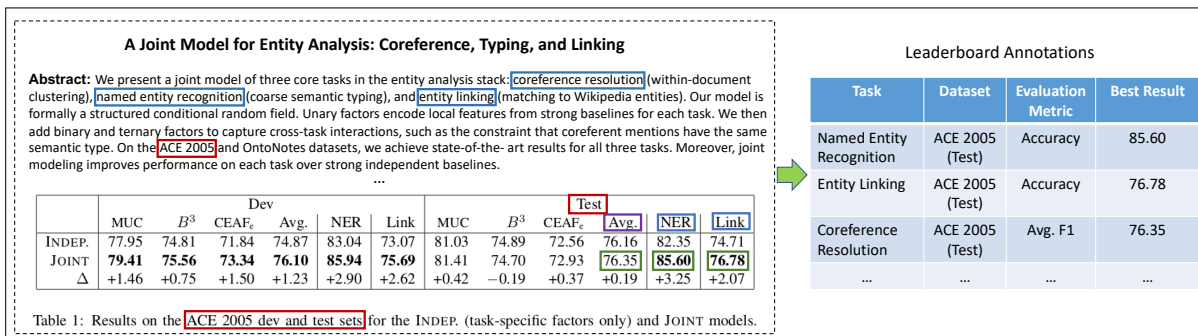 A Joint Model for Entity Analysis: Coreference, Typing, and Linking
Abstract: We present a joint model of three core tasks in the entity analysis stack: coreference resolution (within-document
clustering), named entity recognition (coarse semantic typing), and entity linking (matching to Wikipedia entities). Our model is
formally a structured conditional random field. Unary factors encode local features from strong baselines for each task. We then
add binary and ternary factors to capture cross-task interactions, such as the constraint that coreferent mentions have the same
semantic type. On the ACE 2005 and OntoNotes datasets, we achieve state-of-the- art results for all three tasks. Moreover, joint
modeling improves performance on each task over strong independent baselines.
...
Dev Test
MUC B³ CEAFₑ Avg. NER Link MUC B³ CEAFₑ Avg. NER Link
INDEP. 77.95 74.81 71.84 74.87 83.04 73.07 81.03 74.89 72.56 76.16 82.35 74.71
JOINT 79.41 75.56 73.34 76.10 85.94 75.69 81.41 74.70 72.93 76.35 85.60 76.78
Δ +1.46 +0.75 +1.50 +1.23 +2.90 +2.62 +0.42 −0.19 +0.37 +0.19 +3.25 +2.07
Table 1: Results on the ACE 2005 dev and test sets for the INDEP. (task-specific factors only) and JOINT models.
Leaderboard Annotations
Task Dataset Evaluation Metric Best Result
Named Entity Recognition ACE 2005 (Test) Accuracy 85.60
Entity Linking ACE 2005 (Test) Accuracy 76.78
Coreference Resolution ACE 2005 (Test) Avg. F1 76.35
... ... ... ...